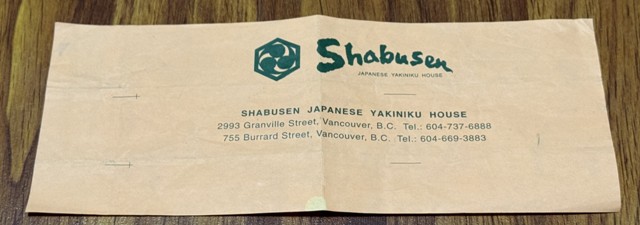 Shabusen
JAPANESE YAKINIKU HOUSE
SHABUSEN JAPANESE YAKINIKU HOUSE
2993 Granville Street, Vancouver, B.C. Tel.: 604-737-6888
755 Burrard Street, Vancouver, B.C. Tel.: 604-669-3883